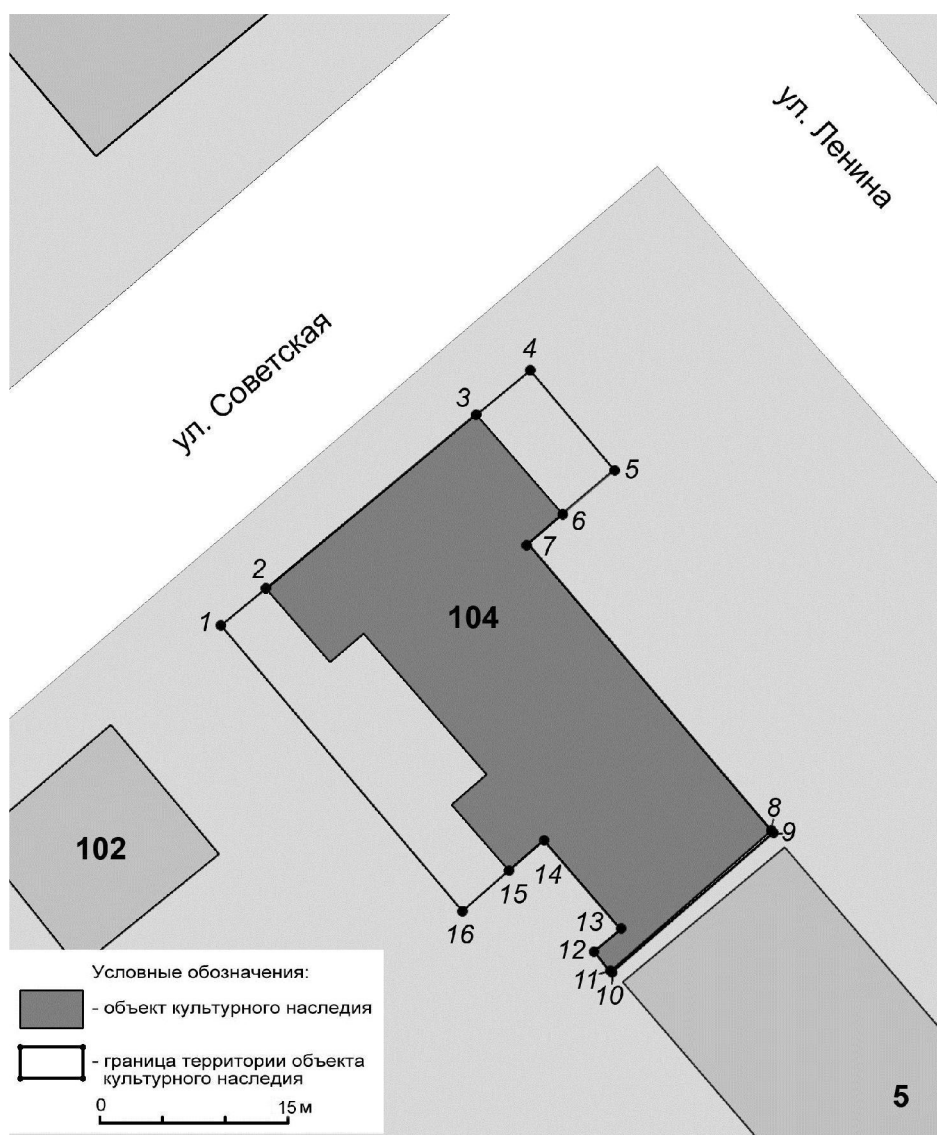 ул. Ленина
ул. Советская
4
3
5
6
7
2
1
104
8
9
102
14
15
16
13
12
11
10
5
Условные обозначения:
- объект культурного наследия
- граница территории объекта
культурного наследия
0 15 м